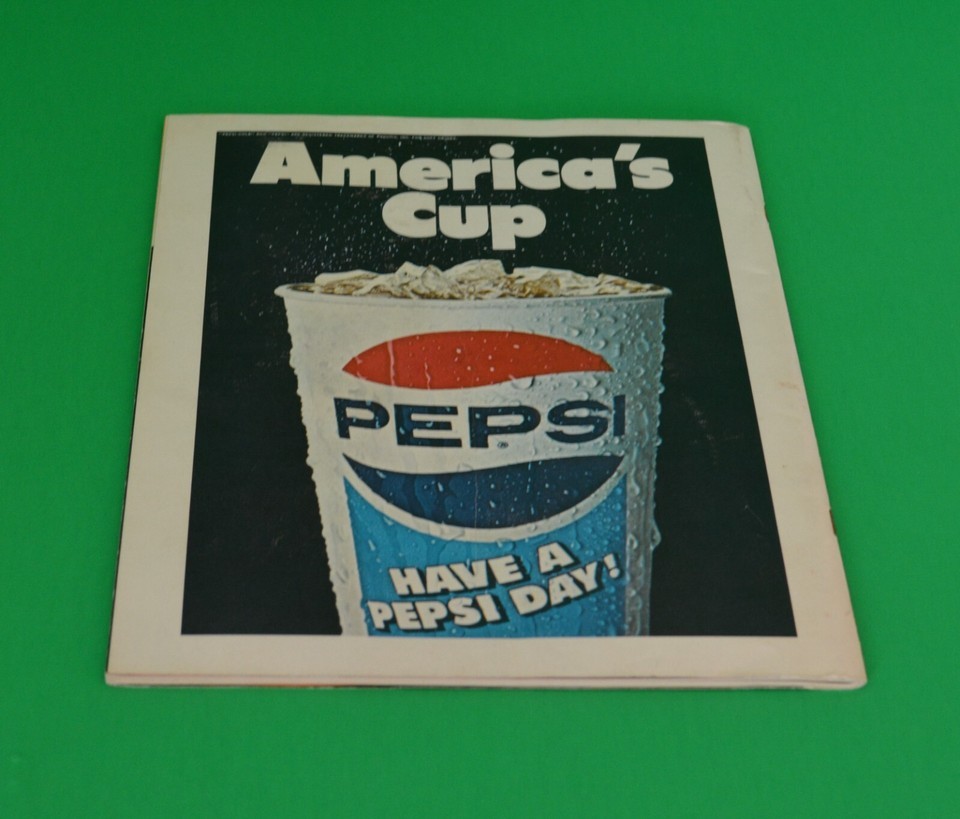 America's
Cup
PEPSI
HAVE A
PEPSI DAY!